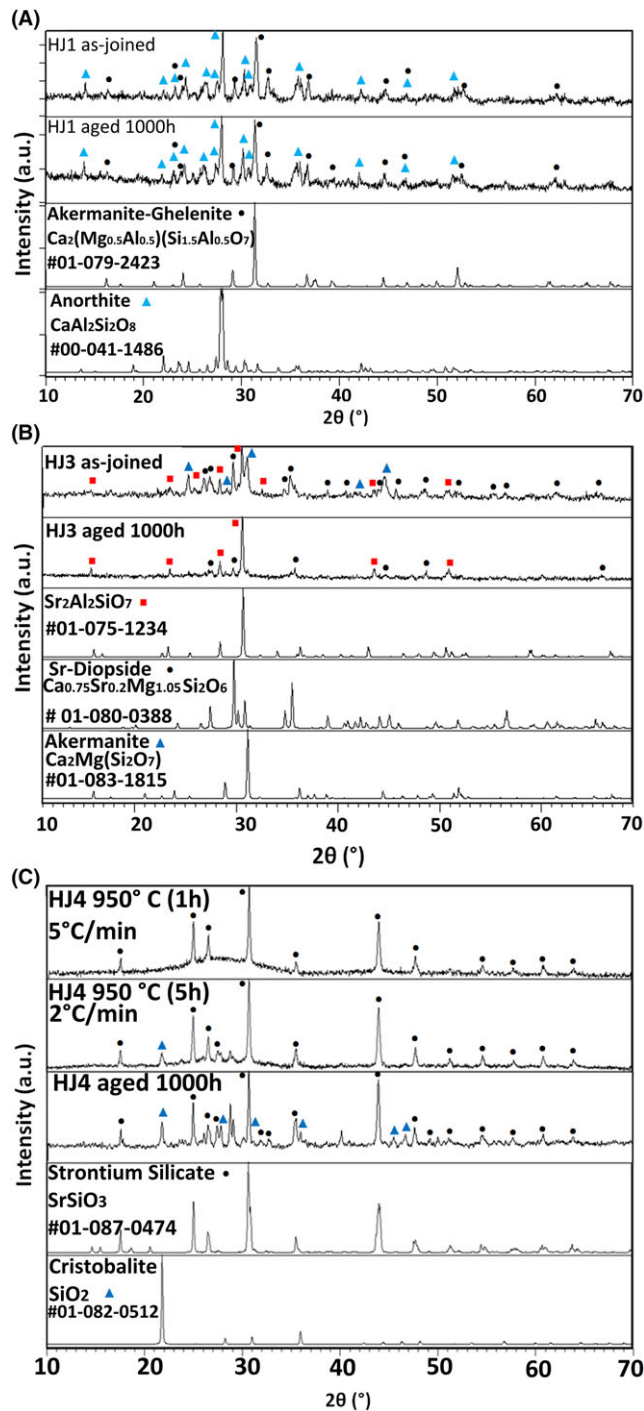 (A)
HJ1 as-joined
HJ1 aged 1000h
Akermanite-Ghelenite ●
Ca₂(Mg₀.₅Al₀.₅)(Si₁.₅Al₀.₅O₇)
#01-079-2423
Anorthite ▲
CaAl₂Si₂O₈
#00-041-1486
Intensity (a.u.)
10 20 30 40 50 60 70
2θ (°)
(B)
HJ3 as-joined
HJ3 aged 1000h
Sr₂Al₂SiO₇ ■
#01-075-1234
Sr-Diopside ●
Ca₀.₇₅Sr₀.₂Mg₁.₀₅Si₂O₆
# 01-080-0388
Akermanite ▲
Ca₂Mg(Si₂O₇)
#01-083-1815
Intensity (a.u.)
10 20 30 40 50 60 70
2θ (°)
(C)
HJ4 950° C (1h)
5°C/min
HJ4 950 °C (5h)
2°C/min
HJ4 aged 1000h
Strontium Silicate ●
SrSiO₃
#01-087-0474
Cristobalite
SiO₂ ▲
#01-082-0512
Intensity (a.u.)
10 20 30 40 50 60 70
2θ (°)